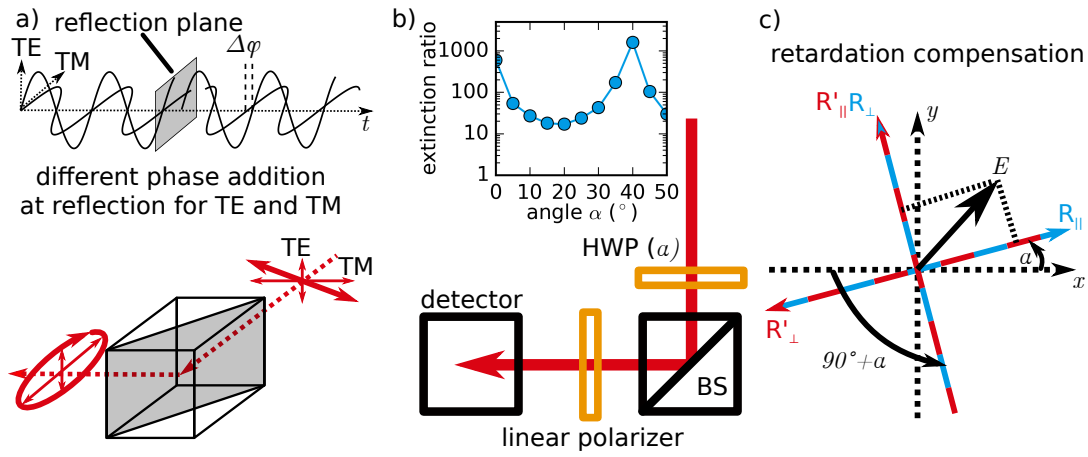 a)
reflection plane
TE
TM
Δφ
t
different phase addition
at reflection for TE and TM
TE
TM
b)
extinction ratio
1000
100
10
1
0 10 20 30 40 50
angle α (°)
HWP (a)
detector
BS
linear polarizer
c)
retardation compensation
R'∥R⊥
y
E
R∥
a
x
R'⊥
90°+a